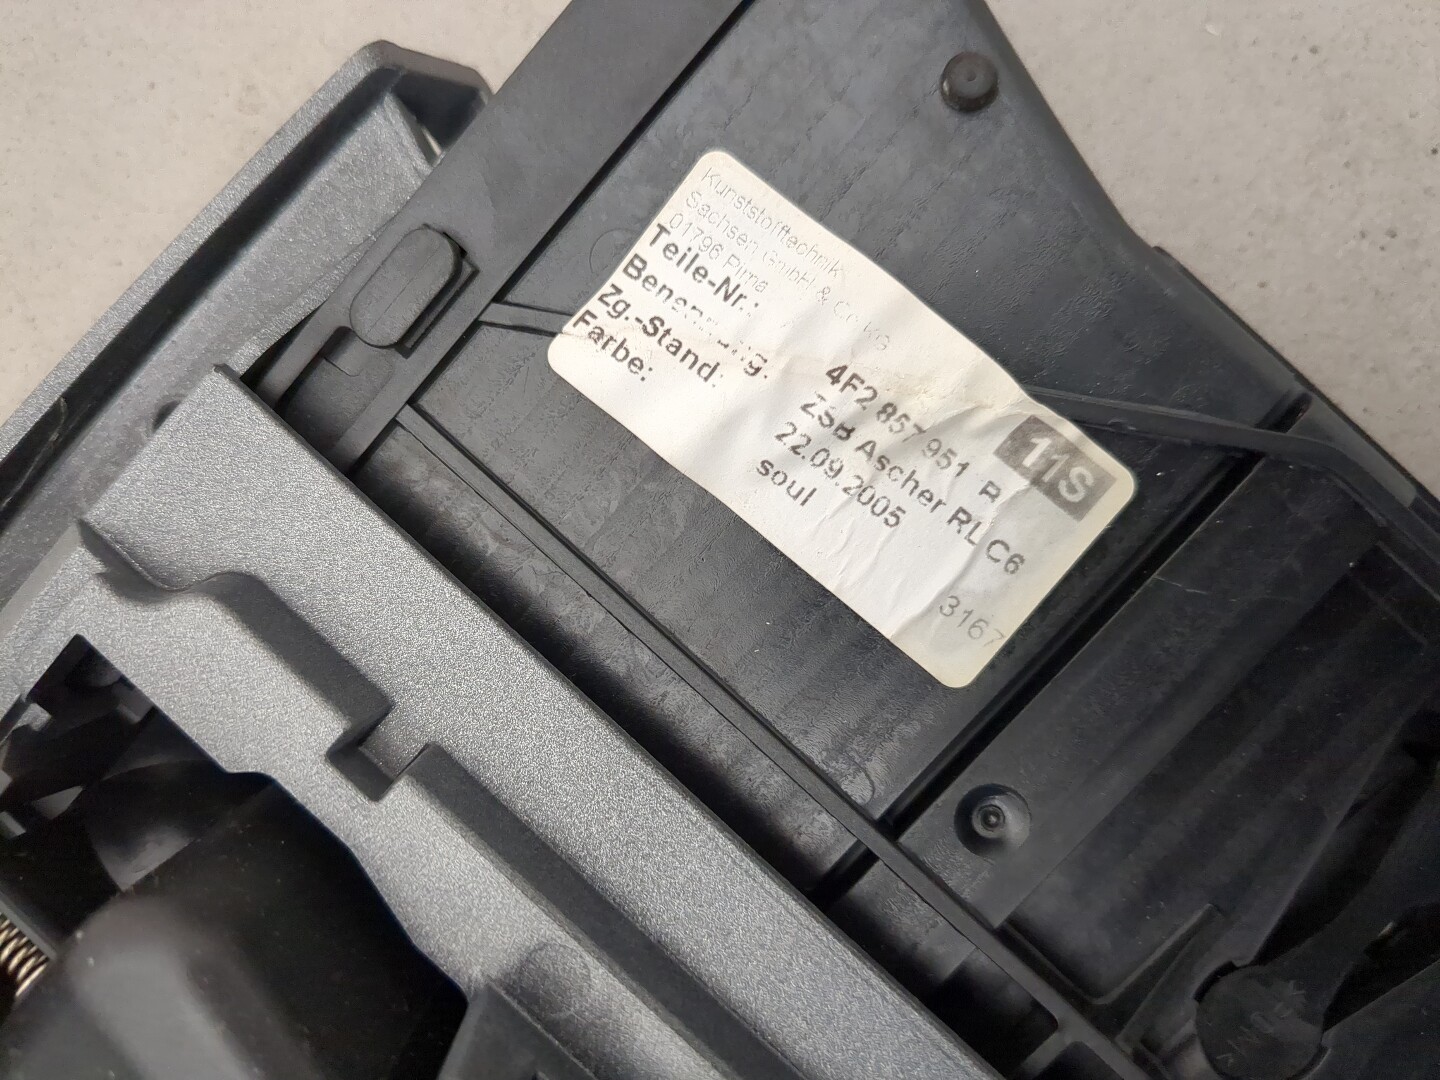 Kunststofftechnik
Sachsen GmbH & Co. KG
01796 Pirna
Teile-Nr.: 4F2 857 951 B 11S
Benennung: ZSB Ascher RL C6
Zg.-Stand: 22.09.2005
Farbe: soul 3167